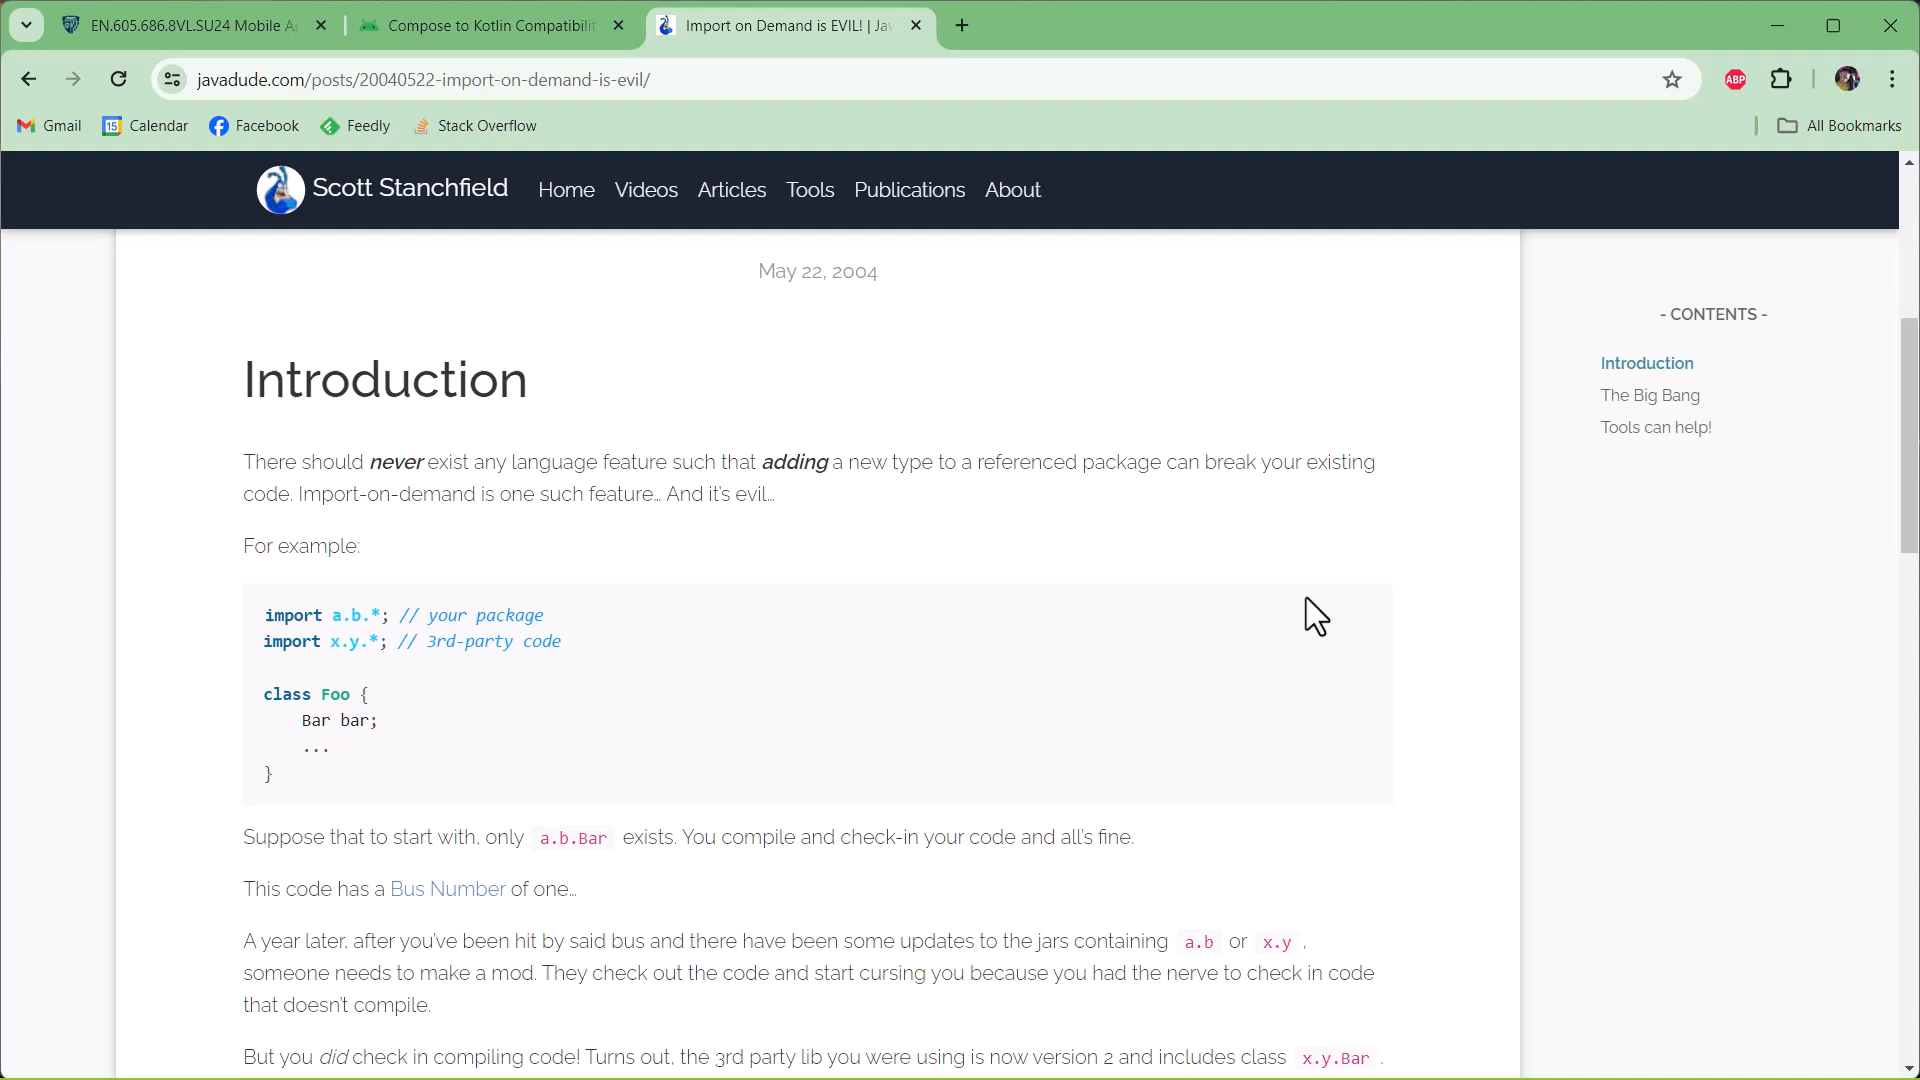 EN.605.686.8VL.SU24 Mobile Ap
Compose to Kotlin Compatibilit
Import on Demand is EVIL! | Jav
javadude.com/posts/20040522-import-on-demand-is-evil/
ABP
Gmail
15
Calendar
Facebook
Feedly
Stack Overflow
All Bookmarks
Scott Stanchfield
Home
Videos
Articles
Tools
Publications
About
May 22, 2004
Introduction
There should never exist any language feature such that adding a new type to a referenced package can break your existing
code. Import-on-demand is one such feature… And it's evil…
For example:
import a.b.*; // your package
import x.y.*; // 3rd-party code
class Foo {
Bar bar;
...
}
Suppose that to start with, only a.b.Bar exists. You compile and check-in your code and all's fine.
This code has a Bus Number of one…
A year later, after you've been hit by said bus and there have been some updates to the jars containing a.b or x.y ,
someone needs to make a mod. They check out the code and start cursing you because you had the nerve to check in code
that doesn't compile.
But you did check in compiling code! Turns out, the 3rd party lib you were using is now version 2 and includes class x.y.Bar .
- CONTENTS -
Introduction
The Big Bang
Tools can help!